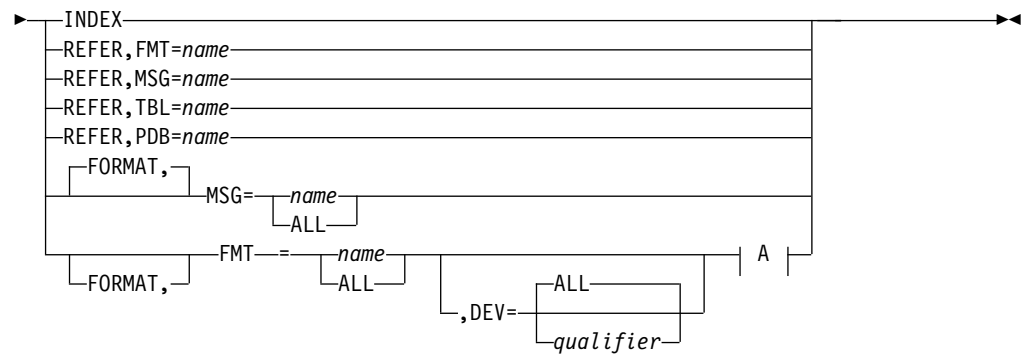 INDEX
REFER,FMT=name
REFER,MSG=name
REFER,TBL=name
REFER,PDB=name
FORMAT,
MSG= name
ALL
FMT = name A
FORMAT, ALL ALL
,DEV=
qualifier